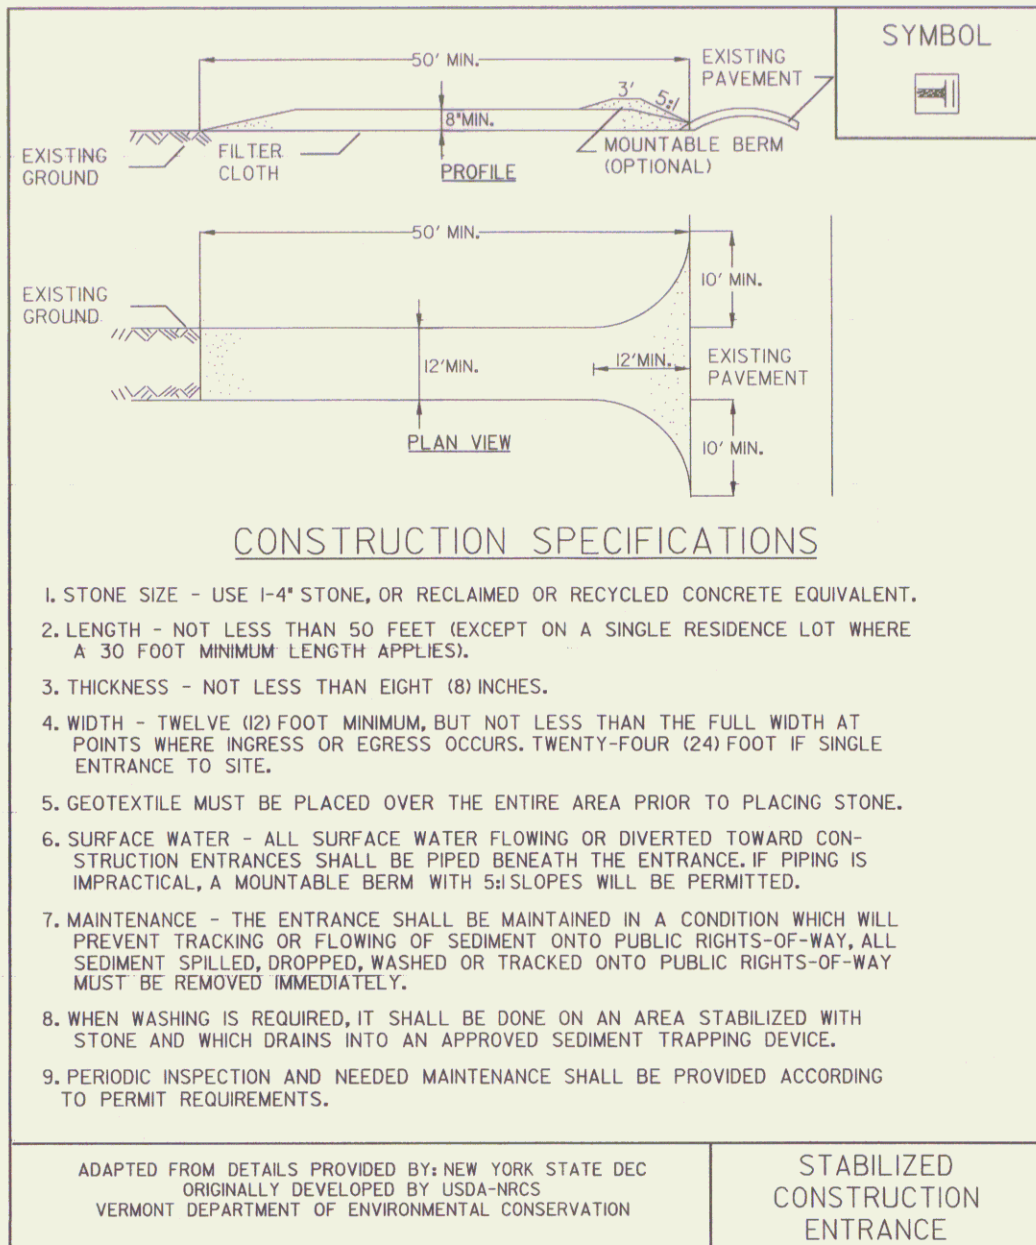 SYMBOL
50' MIN.
EXISTING
PAVEMENT
3'
5:1
8"MIN.
EXISTING
GROUND
FILTER
CLOTH
PROFILE
MOUNTABLE BERM
(OPTIONAL)
50' MIN.
10' MIN.
EXISTING
GROUND
12'MIN.
12'MIN.
EXISTING
PAVEMENT
PLAN VIEW
10' MIN.
CONSTRUCTION SPECIFICATIONS
1. STONE SIZE - USE 1-4" STONE, OR RECLAIMED OR RECYCLED CONCRETE EQUIVALENT.
2. LENGTH - NOT LESS THAN 50 FEET (EXCEPT ON A SINGLE RESIDENCE LOT WHERE
A 30 FOOT MINIMUM LENGTH APPLIES).
3. THICKNESS - NOT LESS THAN EIGHT (8) INCHES.
4. WIDTH - TWELVE (12) FOOT MINIMUM, BUT NOT LESS THAN THE FULL WIDTH AT
POINTS WHERE INGRESS OR EGRESS OCCURS. TWENTY-FOUR (24) FOOT IF SINGLE
ENTRANCE TO SITE.
5. GEOTEXTILE MUST BE PLACED OVER THE ENTIRE AREA PRIOR TO PLACING STONE.
6. SURFACE WATER - ALL SURFACE WATER FLOWING OR DIVERTED TOWARD CON-
STRUCTION ENTRANCES SHALL BE PIPED BENEATH THE ENTRANCE. IF PIPING IS
IMPRACTICAL, A MOUNTABLE BERM WITH 5:1 SLOPES WILL BE PERMITTED.
7. MAINTENANCE - THE ENTRANCE SHALL BE MAINTAINED IN A CONDITION WHICH WILL
PREVENT TRACKING OR FLOWING OF SEDIMENT ONTO PUBLIC RIGHTS-OF-WAY, ALL
SEDIMENT SPILLED, DROPPED, WASHED OR TRACKED ONTO PUBLIC RIGHTS-OF-WAY
MUST BE REMOVED IMMEDIATELY.
8. WHEN WASHING IS REQUIRED, IT SHALL BE DONE ON AN AREA STABILIZED WITH
STONE AND WHICH DRAINS INTO AN APPROVED SEDIMENT TRAPPING DEVICE.
9. PERIODIC INSPECTION AND NEEDED MAINTENANCE SHALL BE PROVIDED ACCORDING
TO PERMIT REQUIREMENTS.
ADAPTED FROM DETAILS PROVIDED BY: NEW YORK STATE DEC
ORIGINALLY DEVELOPED BY USDA-NRCS
VERMONT DEPARTMENT OF ENVIRONMENTAL CONSERVATION
STABILIZED
CONSTRUCTION
ENTRANCE